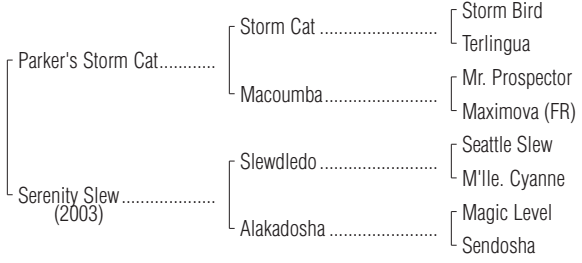 Storm Bird
Storm Cat ........................
Terlingua
Parker's Storm Cat............
Mr. Prospector
Macoumba.......................
Maximova (FR)
Seattle Slew
Slewdledo ........................
M'lle. Cyanne
Serenity Slew ...................
(2003)
Magic Level
Alakadosha ......................
Sendosha